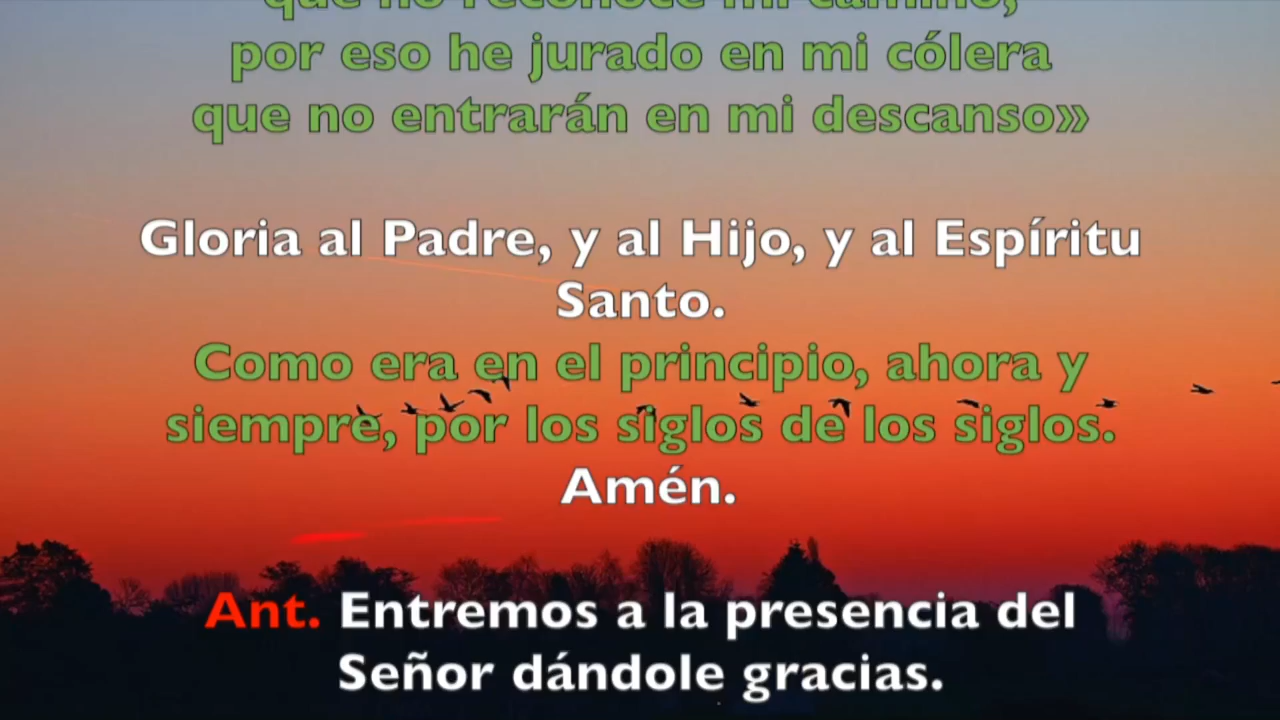 que no reconoce mi camino,
por eso he jurado en mi cólera
que no entrarán en mi descanso»
Gloria al Padre, y al Hijo, y al Espíritu
Santo.
Como era en el principio, ahora y
siempre, por los siglos de los siglos.
Amén.
Ant. Entremos a la presencia del
Señor dándole gracias.